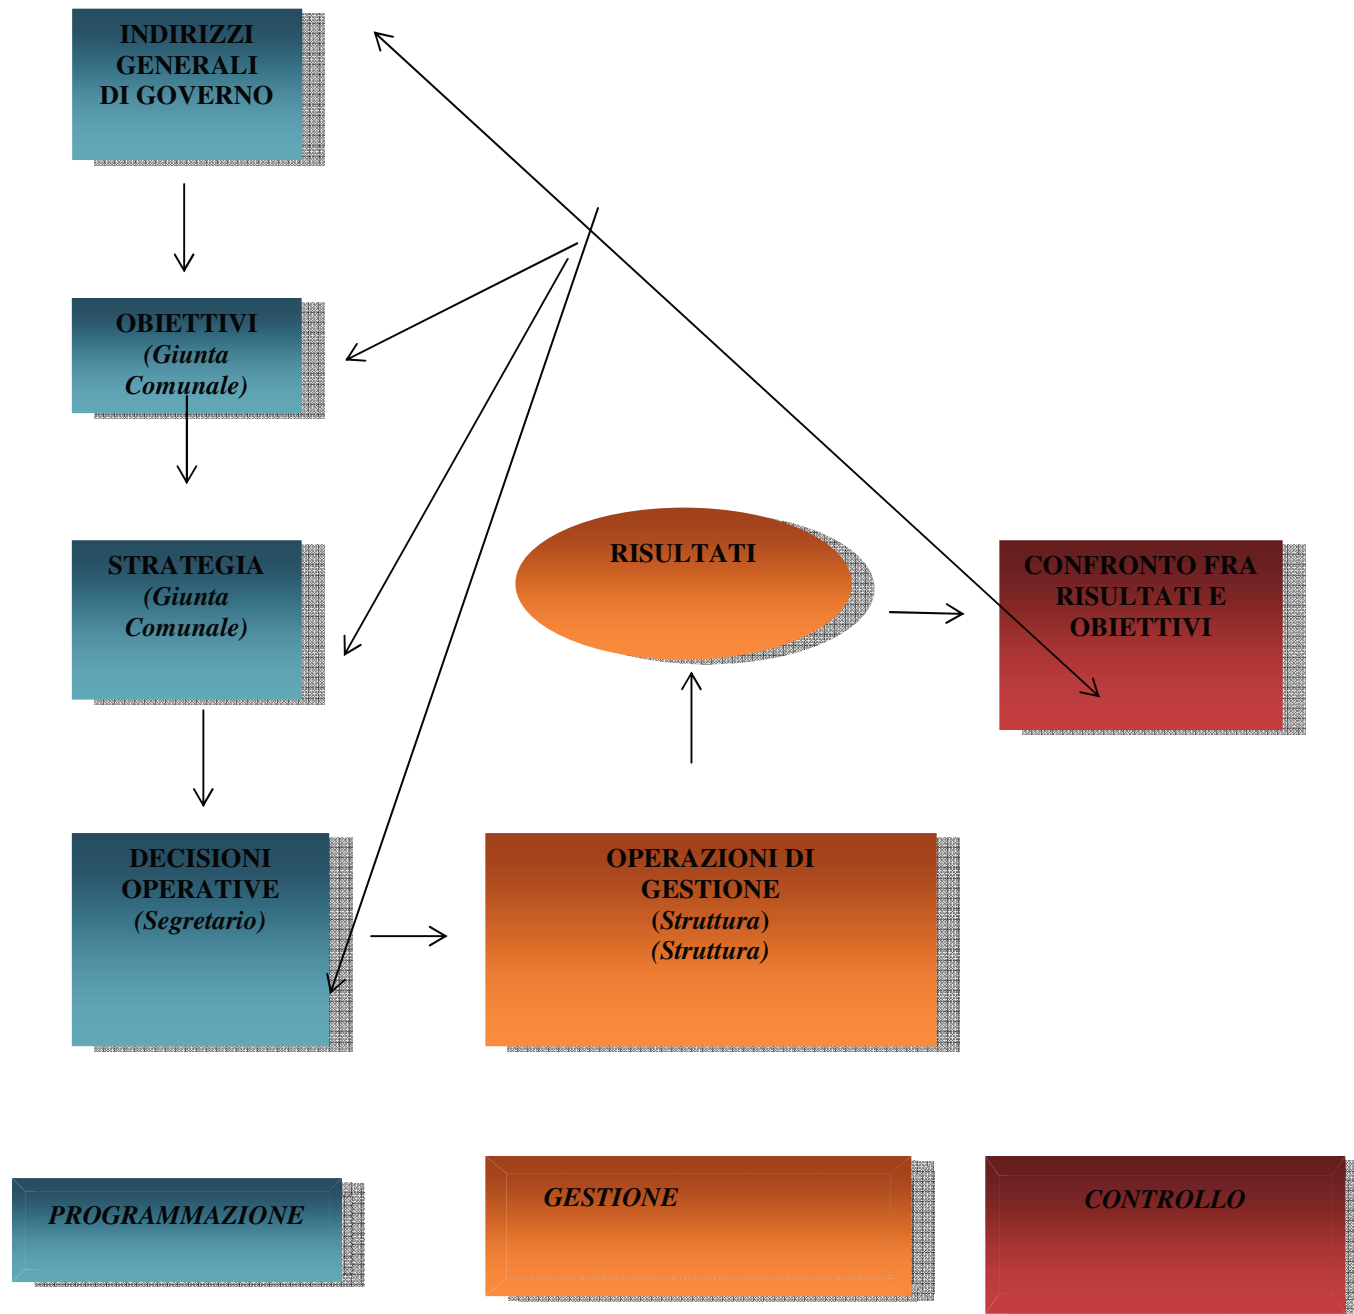 INDIRIZZI
GENERALI
DI GOVERNO
OBIETTIVI
(Giunta
Comunale)
STRATEGIA
(Giunta
Comunale)
RISULTATI
CONFRONTO FRA
RISULTATI E
OBIETTIVI
DECISIONI
OPERATIVE
(Segretario)
OPERAZIONI DI
GESTIONE
(Struttura)
(Struttura)
PROGRAMMAZIONE
GESTIONE
CONTROLLO